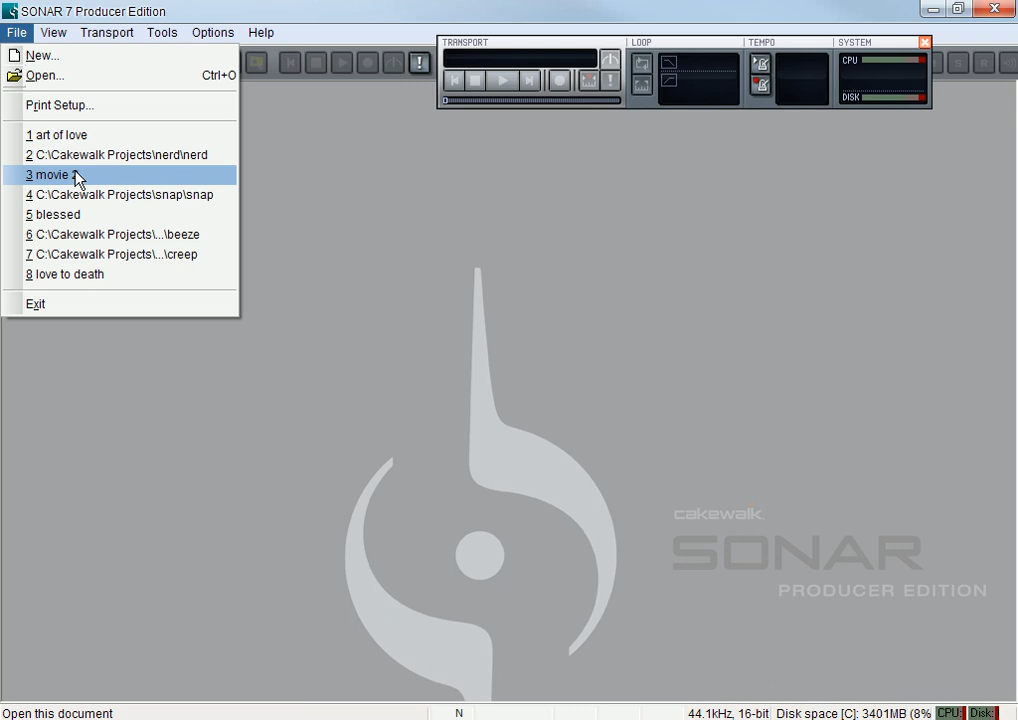 SONAR 7 Producer Edition
File View Transport Tools Options Help
New...
Open... Ctrl+O
Print Setup...
1 art of love
2 C:\Cakewalk Projects\nerd\nerd
3 movie 2
4 C:\Cakewalk Projects\snap\snap
5 blessed
6 C:\Cakewalk Projects\...\beeze
7 C:\Cakewalk Projects\...\creep
8 love to death
Exit
TRANSPORT LOOP TEMPO SYSTEM
CPU
DISK
S R
cakewalk
SONAR
PRODUCER EDITION
Open this document N 44.1kHz, 16-bit Disk space [C]: 3401MB (8% CPU: Disk: